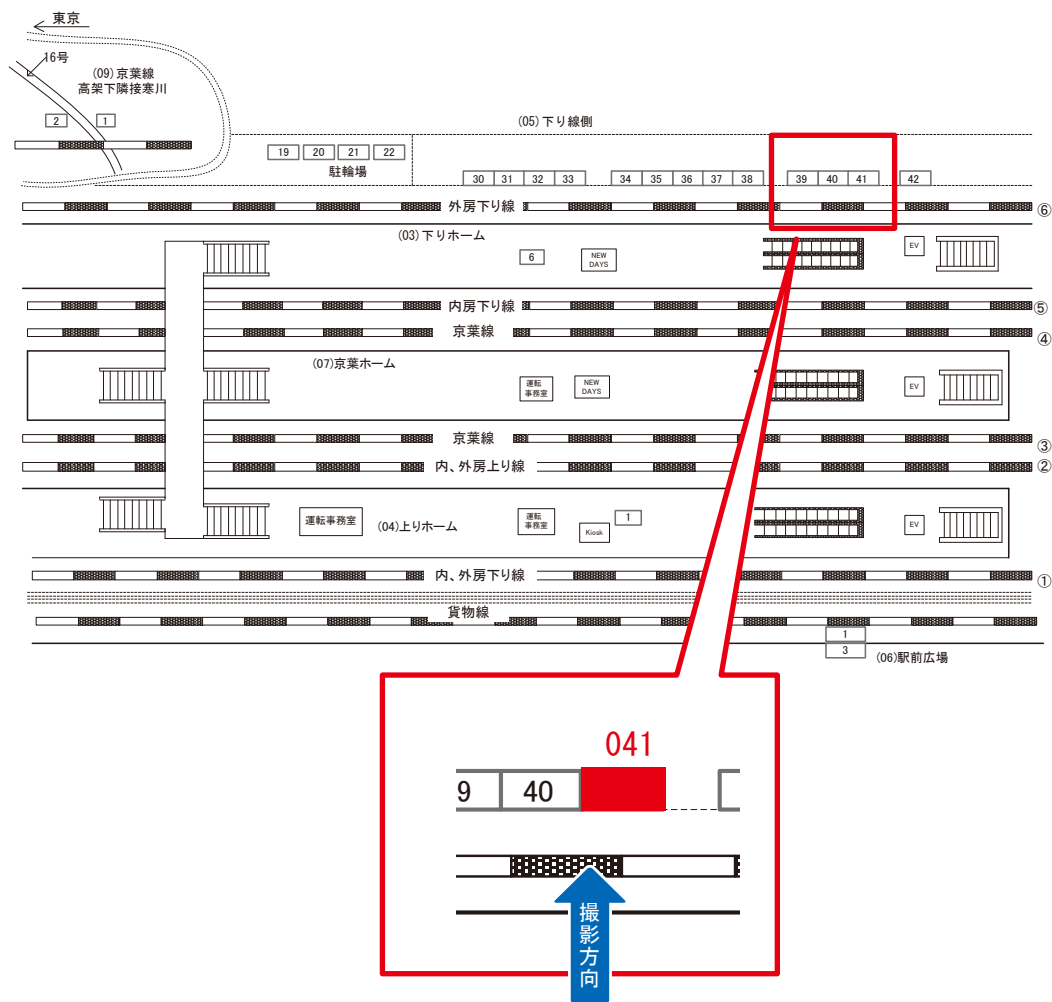 東京
16号
(09)京葉線
高架下隣接寒川
2
1
(05)下り線側
19
20
21
22
駐輪場
30
31
32
33
34
35
36
37
38
39
40
41
42
外房下り線
⑥
(03)下りホーム
6
NEW
DAYS
EV
内房下り線
⑤
京葉線
④
(07)京葉ホーム
運転
事務室
NEW
DAYS
EV
京葉線
③
内、外房上り線
②
運転事務室
(04)上りホーム
運転
事務室
Kiosk
1
EV
内、外房下り線
①
貨物線
1
3
(06)駅前広場
041
9
40
撮影方向